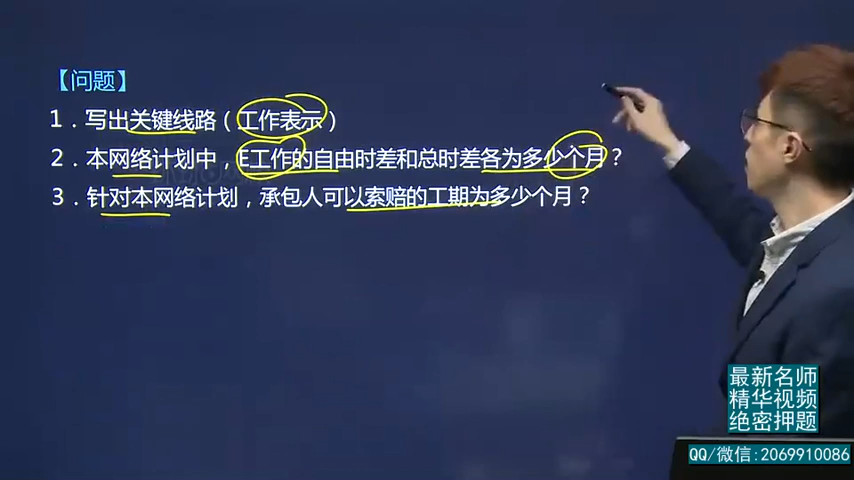 【问题】
1．写出关键线路（工作表示）
2．本网络计划中，E工作的自由时差和总时差各为多少个月？
3．针对本网络计划，承包人可以索赔的工期为多少个月？
最新名师
精华视频
绝密押题
QQ/微信:2069910086